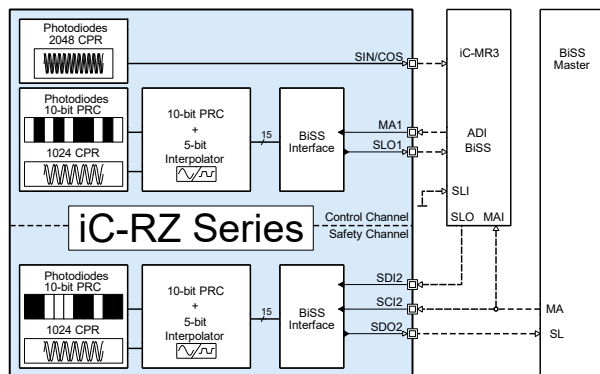 Photodiodes
2048 CPR
SIN/COS
iC-MR3
BiSS
Master
Photodiodes
10-bit PRC
1024 CPR
10-bit PRC
+
5-bit
Interpolator
15
BiSS
Interface
MA1
SLO1
ADI
BiSS
SLI
SLO MAI
iC-RZ Series
Control Channel
Safety Channel
Photodiodes
10-bit PRC
1024 CPR
10-bit PRC
+
5-bit
Interpolator
15
BiSS
Interface
SDI2
SCI2
SDO2
MA
SL